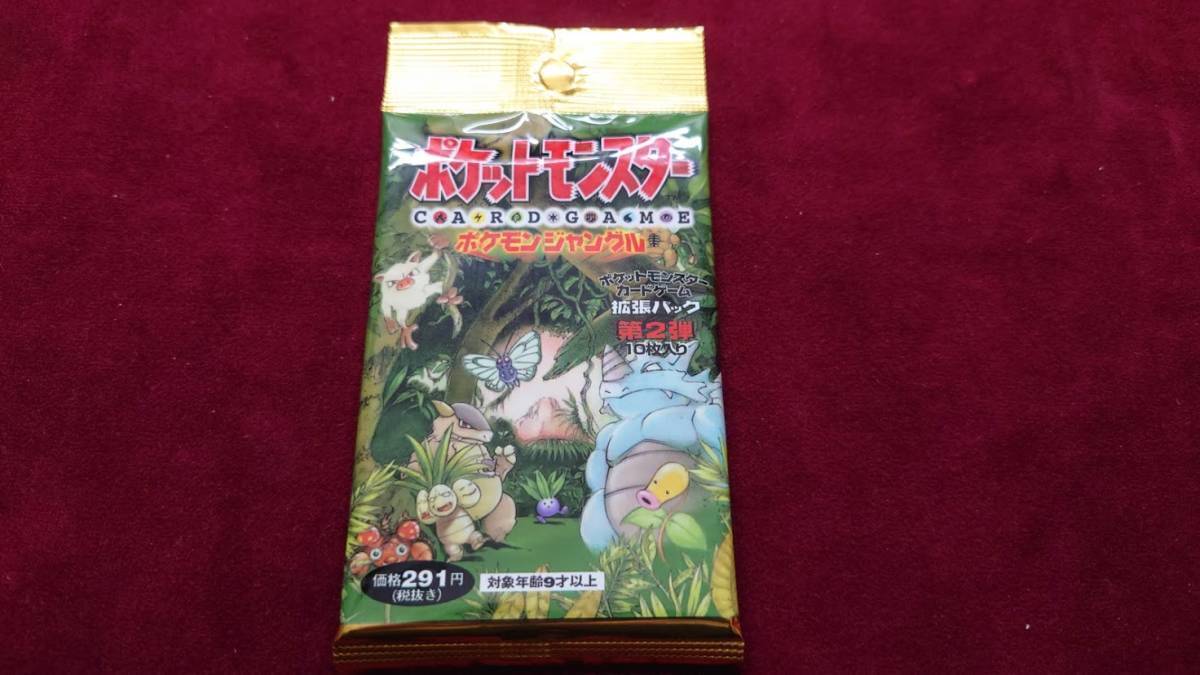 ポケットモンスター
CARDGAME
ポケモンジャングル
ポケットモンスター
カードゲーム
拡張パック
第2弾
10枚入り
価格291円
(税抜き)
対象年齢9才以上